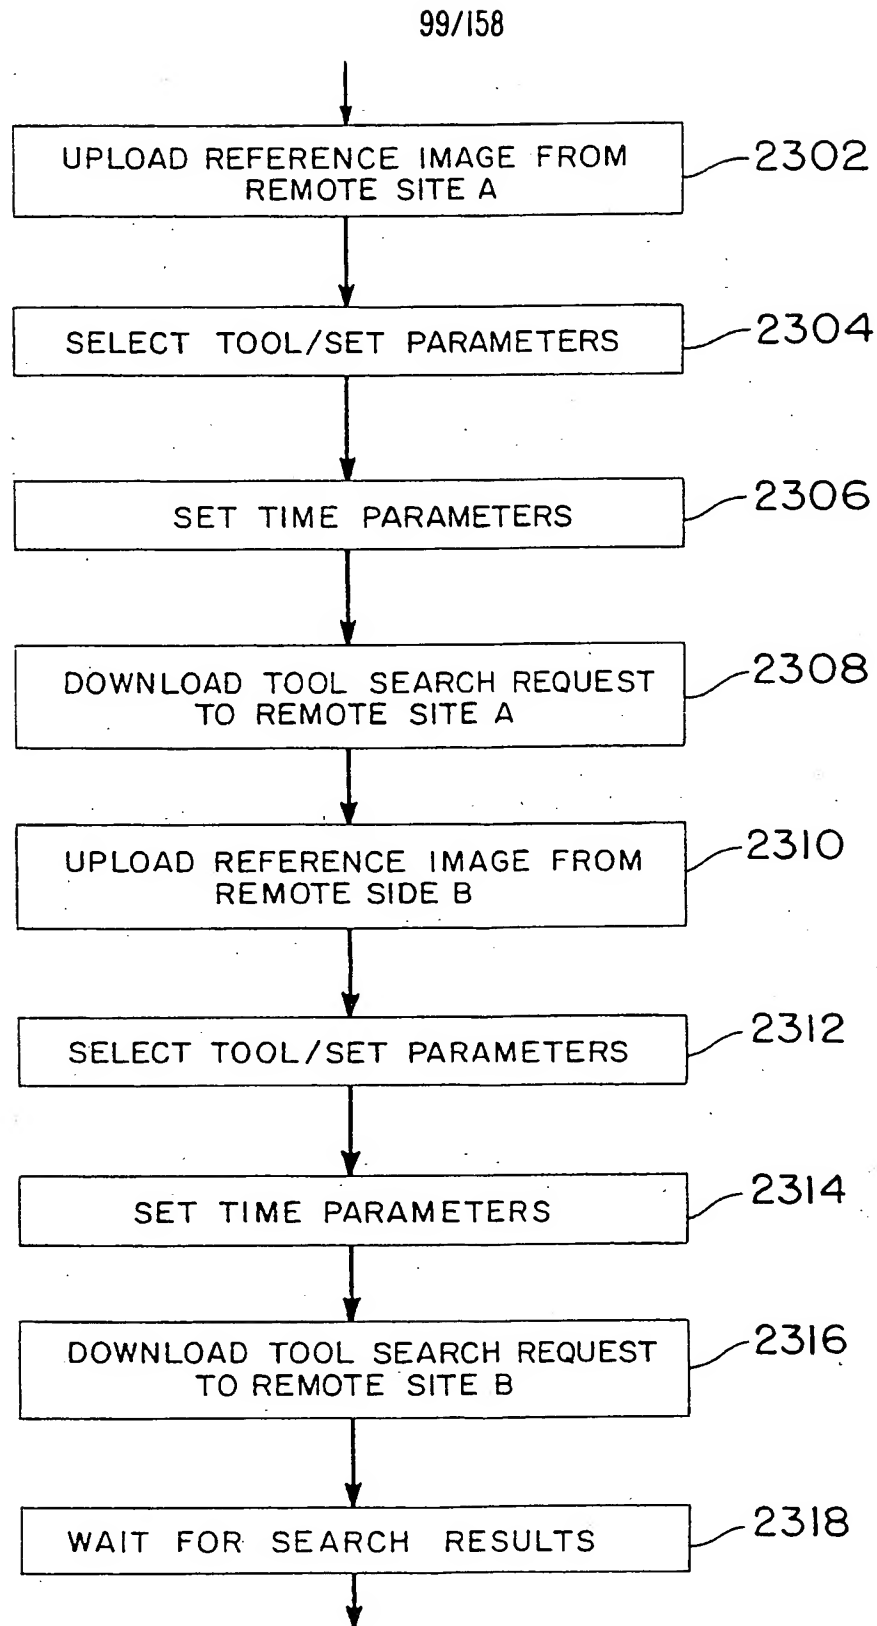 99/158
UPLOAD REFERENCE IMAGE FROM
REMOTE SITE A
2302
SELECT TOOL/SET PARAMETERS
2304
SET TIME PARAMETERS
2306
DOWNLOAD TOOL SEARCH REQUEST
TO REMOTE SITE A
2308
UPLOAD REFERENCE IMAGE FROM
REMOTE SIDE B
2310
SELECT TOOL/SET PARAMETERS
2312
SET TIME PARAMETERS
2314
DOWNLOAD TOOL SEARCH REQUEST
TO REMOTE SITE B
2316
WAIT FOR SEARCH RESULTS
2318